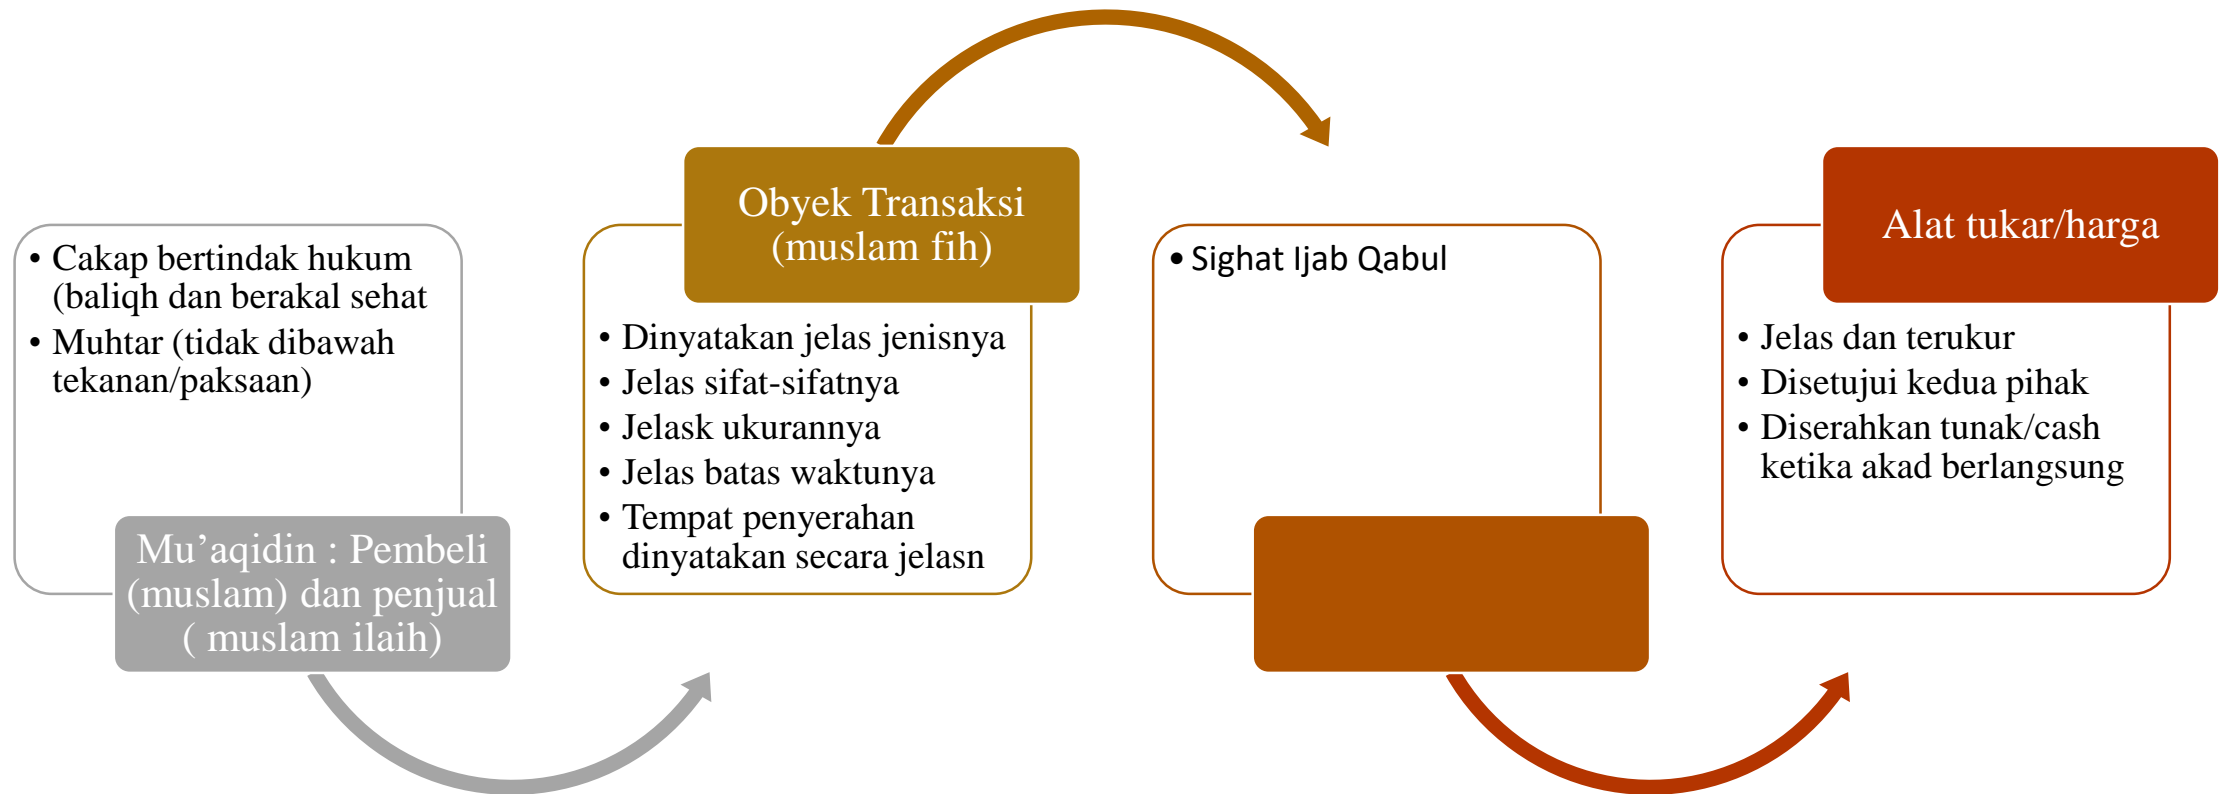 • Cakap bertindak hukum
(baliqh dan berakal sehat
• Muhtar (tidak dibawah
tekanan/paksaan)
Mu’aqidin : Pembeli
(muslam) dan penjual
( muslam ilaih)
Obyek Transaksi
(muslam fih)
• Dinyatakan jelas jenisnya
• Jelas sifat-sifatnya
• Jelask ukurannya
• Jelas batas waktunya
• Tempat penyerahan
dinyatakan secara jelasn
• Sighat Ijab Qabul
Alat tukar/harga
• Jelas dan terukur
• Disetujui kedua pihak
• Diserahkan tunak/cash
ketika akad berlangsung